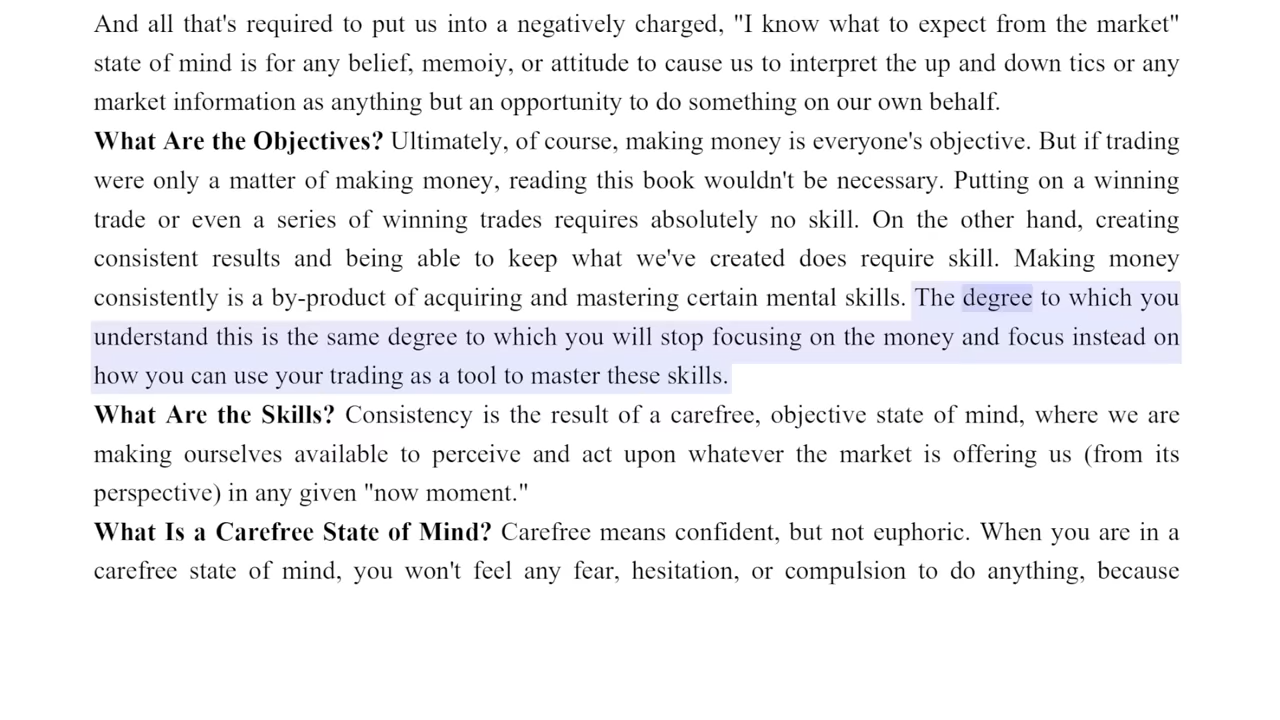 And all that's required to put us into a negatively charged, "I know what to expect from the market"
state of mind is for any belief, memoiy, or attitude to cause us to interpret the up and down tics or any
market information as anything but an opportunity to do something on our own behalf.
What Are the Objectives? Ultimately, of course, making money is everyone's objective. But if trading
were only a matter of making money, reading this book wouldn't be necessary. Putting on a winning
trade or even a series of winning trades requires absolutely no skill. On the other hand, creating
consistent results and being able to keep what we've created does require skill. Making money
consistently is a by-product of acquiring and mastering certain mental skills. The degree to which you
understand this is the same degree to which you will stop focusing on the money and focus instead on
how you can use your trading as a tool to master these skills.
What Are the Skills? Consistency is the result of a carefree, objective state of mind, where we are
making ourselves available to perceive and act upon whatever the market is offering us (from its
perspective) in any given "now moment."
What Is a Carefree State of Mind? Carefree means confident, but not euphoric. When you are in a
carefree state of mind, you won't feel any fear, hesitation, or compulsion to do anything, because